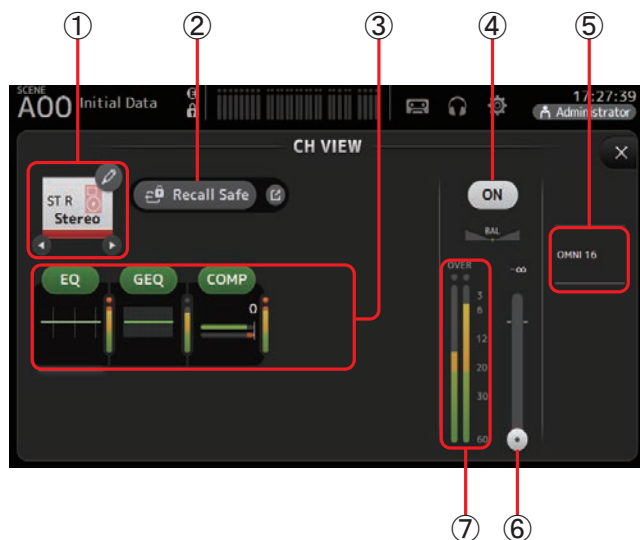 ① ② ③ ④ ⑤
SCENE
A00 Initial Data
17:27:39
Administrator
CH VIEW
ST R
Stereo
Recall Safe
ON
BAL
EQ
GEQ
COMP
0
OVER
-∞
OMNI 16
3
6
12
20
30
60
⑦ ⑥